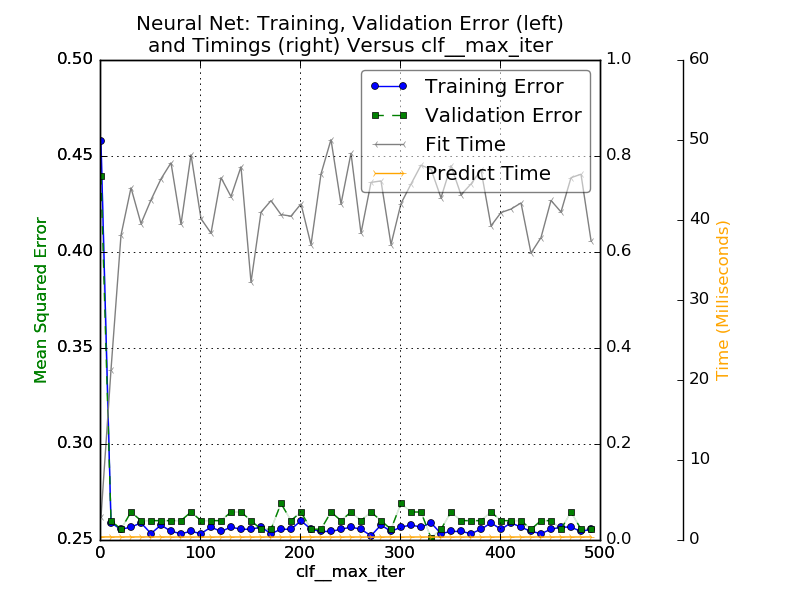 Neural Net: Training, Validation Error (left)
and Timings (right) Versus clf__max_iter
0.50
0.45
0.40
0.35
0.30
0.25
Mean Squared Error
Training Error
Validation Error
Fit Time
Predict Time
1.0
0.8
0.6
0.4
0.2
0.0
60
50
40
30
20
10
0
Time (Milliseconds)
0 100 200 300 400 500
clf__max_iter